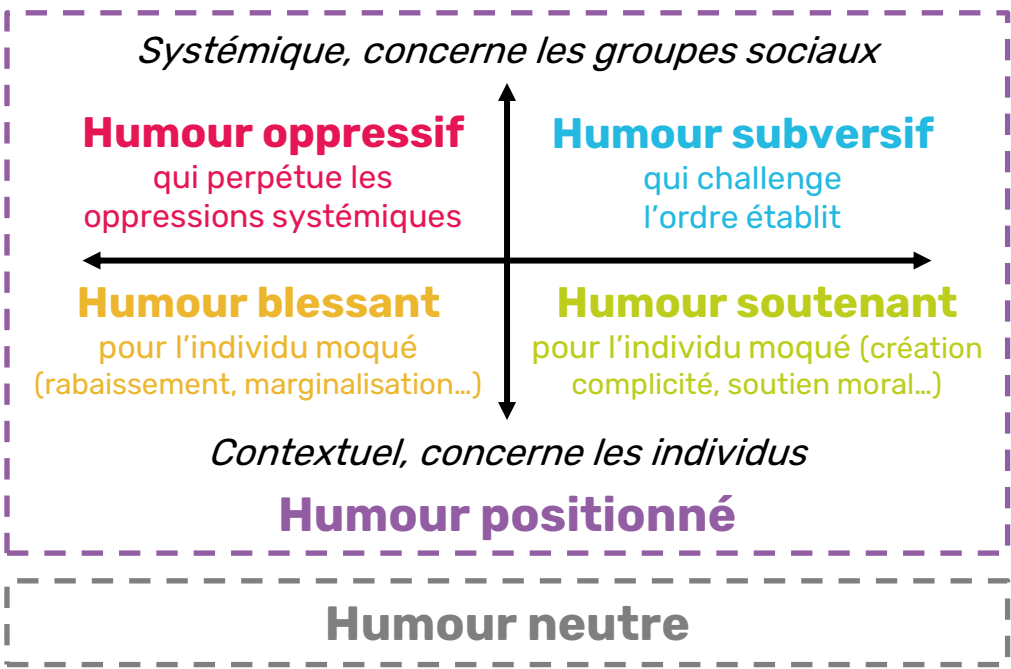 Systémique, concerne les groupes sociaux
Humour oppressif
qui perpétue les
oppressions systémiques
Humour subversif
qui challenge
l’ordre établit
Humour blessant
pour l’individu moqué
(rabaissement, marginalisation…)
Humour soutenant
pour l’individu moqué (création
complicité, soutien moral…)
Contextuel, concerne les individus
Humour positionné
Humour neutre